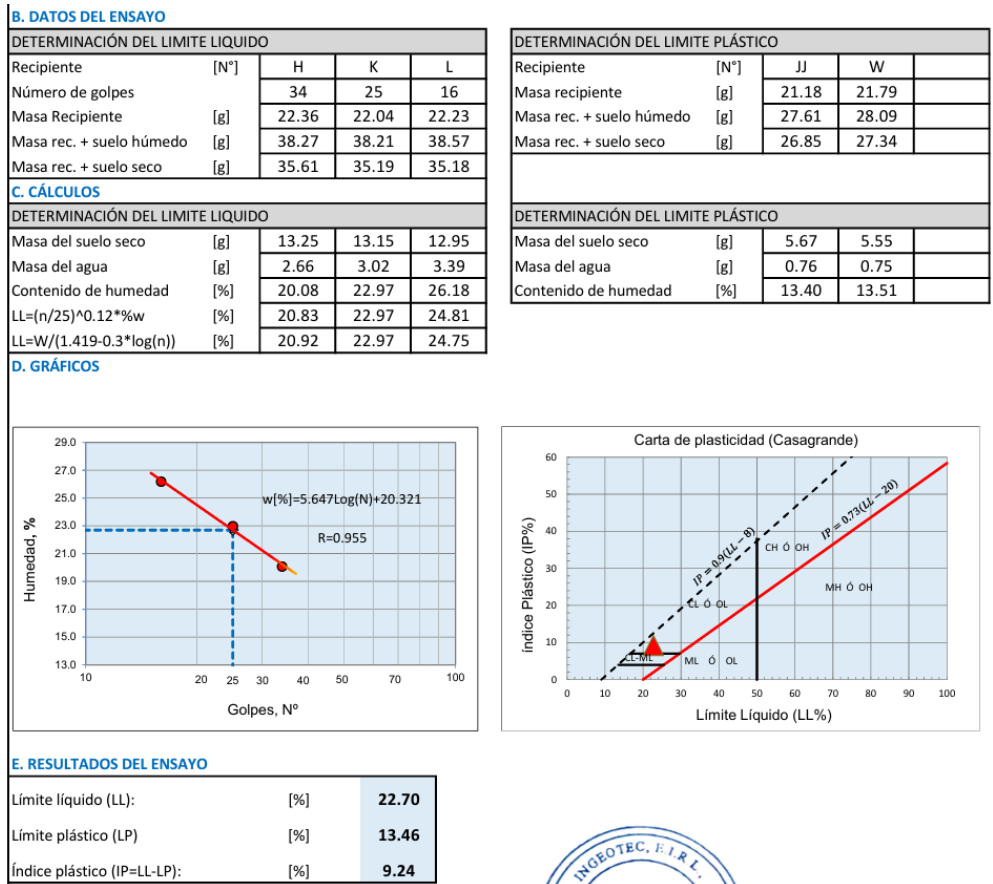 B. DATOS DEL ENSAYO
DETERMINACIÓN DEL LIMITE LIQUIDO
Recipiente [N°] H K L
Número de golpes 34 25 16
Masa Recipiente [g] 22.36 22.04 22.23
Masa rec. + suelo húmedo [g] 38.27 38.21 38.57
Masa rec. + suelo seco [g] 35.61 35.19 35.18
DETERMINACIÓN DEL LIMITE PLÁSTICO
Recipiente [N°] JJ W
Masa recipiente [g] 21.18 21.79
Masa rec. + suelo húmedo [g] 27.61 28.09
Masa rec. + suelo seco [g] 26.85 27.34
C. CÁLCULOS
DETERMINACIÓN DEL LIMITE LIQUIDO
Masa del suelo seco [g] 13.25 13.15 12.95
Masa del agua [g] 2.66 3.02 3.39
Contenido de humedad [%] 20.08 22.97 26.18
LL=(n/25)^0.12*%w [%] 20.83 22.97 24.81
LL=W/(1.419-0.3*log(n)) [%] 20.92 22.97 24.75
DETERMINACIÓN DEL LIMITE PLÁSTICO
Masa del suelo seco [g] 5.67 5.55
Masa del agua [g] 0.76 0.75
Contenido de humedad [%] 13.40 13.51
D. GRÁFICOS
29.0
27.0
25.0
23.0
21.0
19.0
17.0
15.0
13.0
Humedad, %
w[%]=5.647Log(N)+20.321
R=0.955
10 20 25 30 40 50 70 100
Golpes, Nº
Carta de plasticidad (Casagrande)
60
50
40
30
20
10
0
índice Plástico (IP%)
IP = 0.9(LL − 8)
IP = 0.73(LL − 20)
CH Ó OH
MH Ó OH
CL Ó OL
CL-ML
ML Ó OL
0 10 20 30 40 50 60 70 80 90 100
Límite Líquido (LL%)
E. RESULTADOS DEL ENSAYO
Límite líquido (LL): [%] 22.70
Límite plástico (LP) [%] 13.46
Índice plástico (IP=LL-LP): [%] 9.24
INGEOTEC, E.I.R.L.